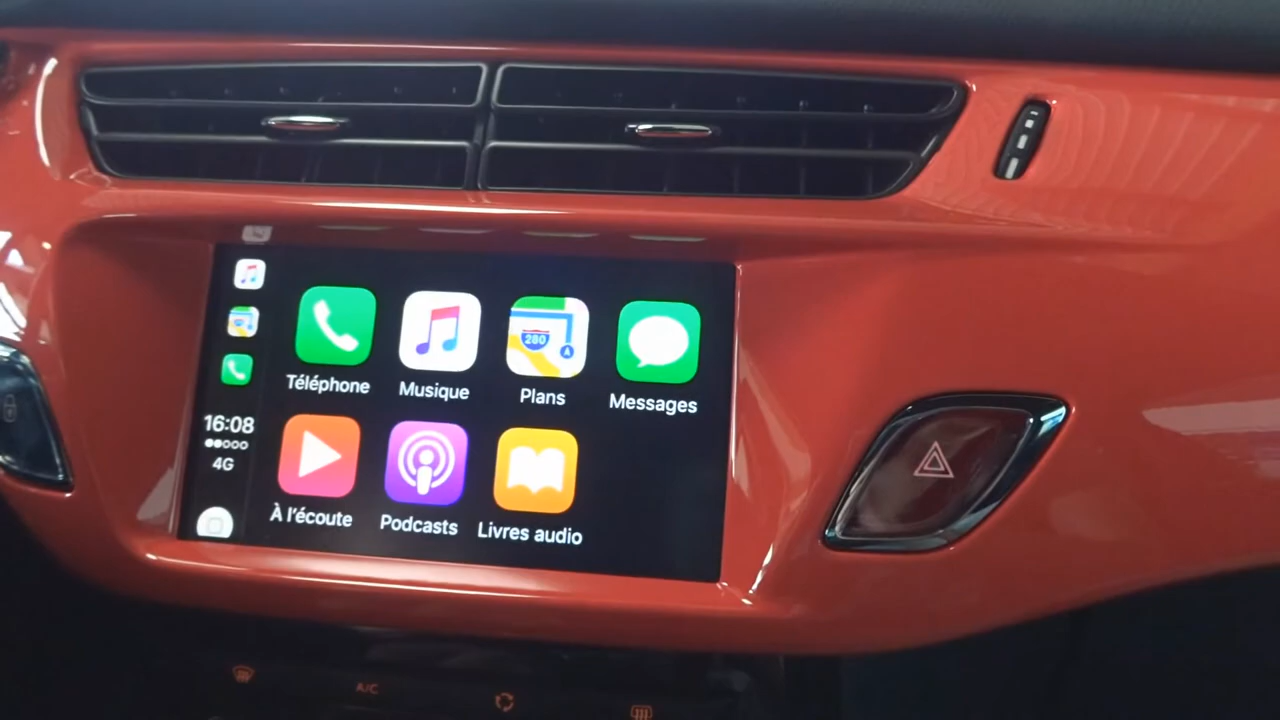 Téléphone Musique Plans Messages
280
16:08
4G
À l'écoute Podcasts Livres audio
A/C